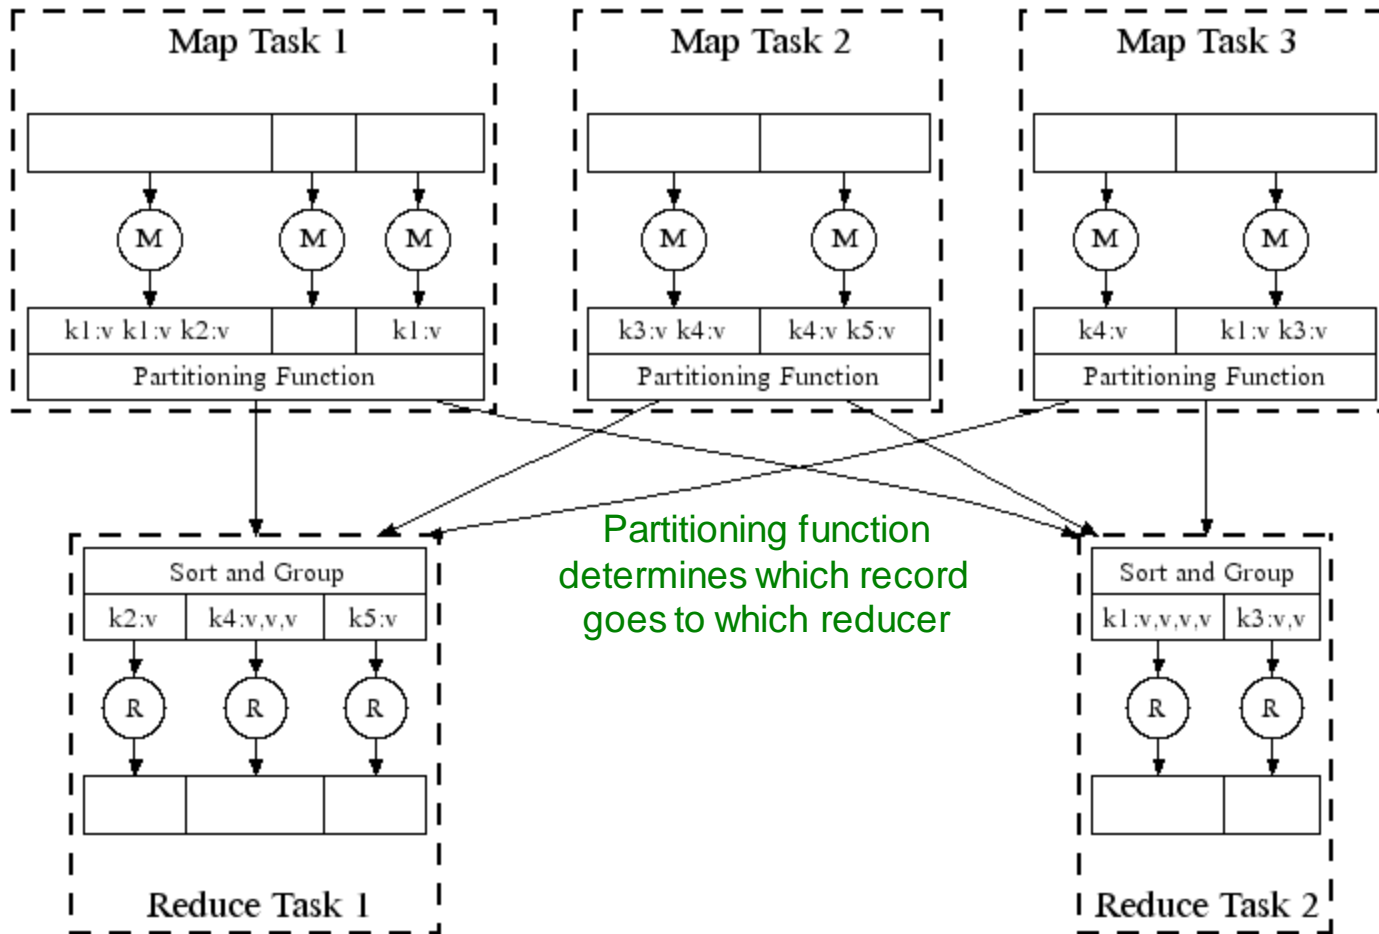 Map Task 1
Map Task 2
Map Task 3
M
M
M
M
M
M
M
k1:v k1:v k2:v
k1:v
k3:v k4:v
k4:v k5:v
k4:v
k1:v k3:v
Partitioning Function
Partitioning Function
Partitioning Function
Partitioning function
determines which record
goes to which reducer
Sort and Group
k2:v
k4:v,v,v
k5:v
R
R
R
Reduce Task 1
Sort and Group
k1:v,v,v,v
k3:v,v
R
R
Reduce Task 2